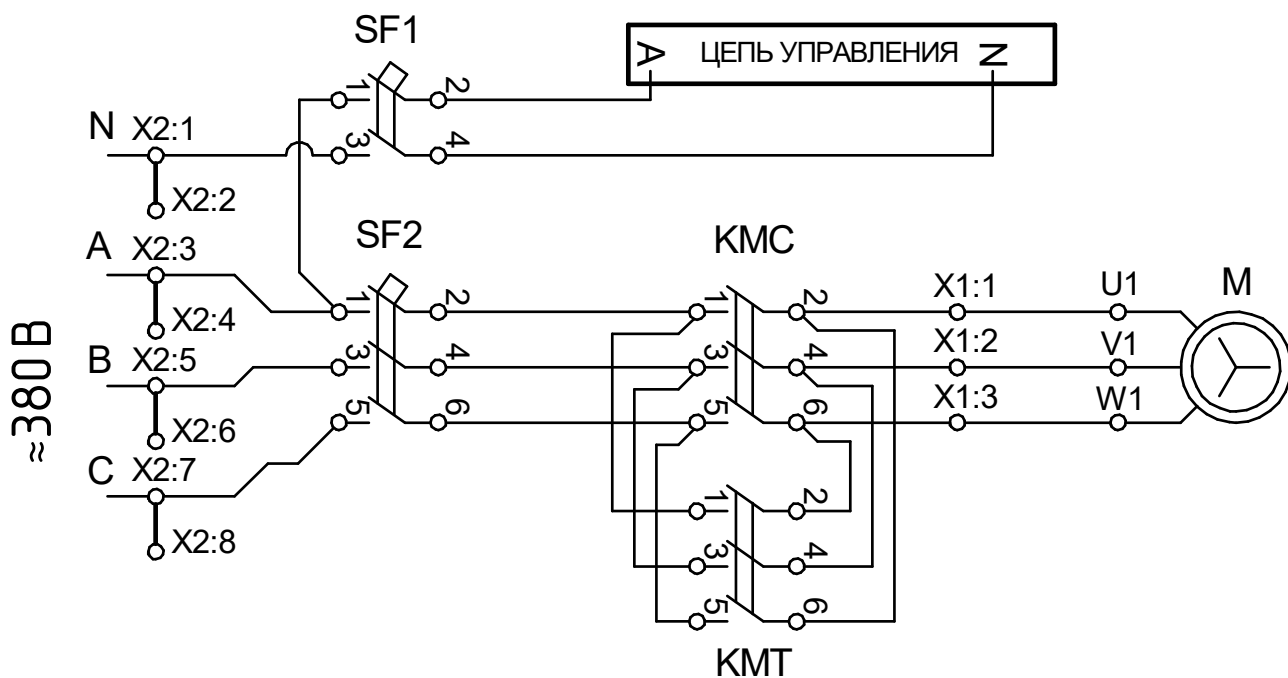 SF1
A ЦЕПЬ УПРАВЛЕНИЯ N
1 2
3 4
N X2:1
X2:2
SF2
KMC
A X2:3
X2:4
1 2
1 2
X1:1 U1 M
≈380 В
B X2:5
X2:6
3 4
3 4
X1:2 V1
5 6
5 6
X1:3 W1
C X2:7
X2:8
1 2
3 4
5 6
KMT